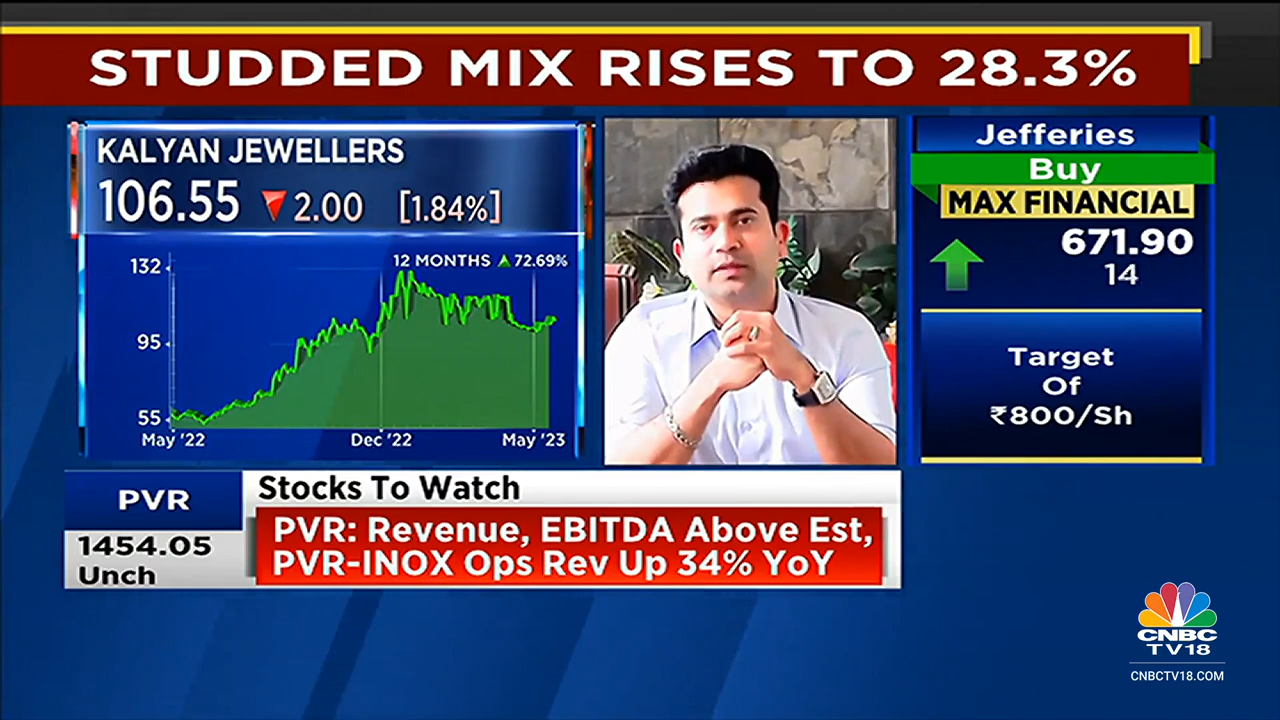 STUDDED MIX RISES TO 28.3%
KALYAN JEWELLERS
106.55 ▼ 2.00 [1.84%]
12 MONTHS ▲ 72.69%
132
95
55
May '22 Dec '22 May '23
Jefferies
Buy
MAX FINANCIAL
671.90
14
Target
Of
₹800/Sh
PVR
1454.05
Unch
Stocks To Watch
PVR: Revenue, EBITDA Above Est,
PVR-INOX Ops Rev Up 34% YoY
CNBC
TV18
CNBCTV18.COM